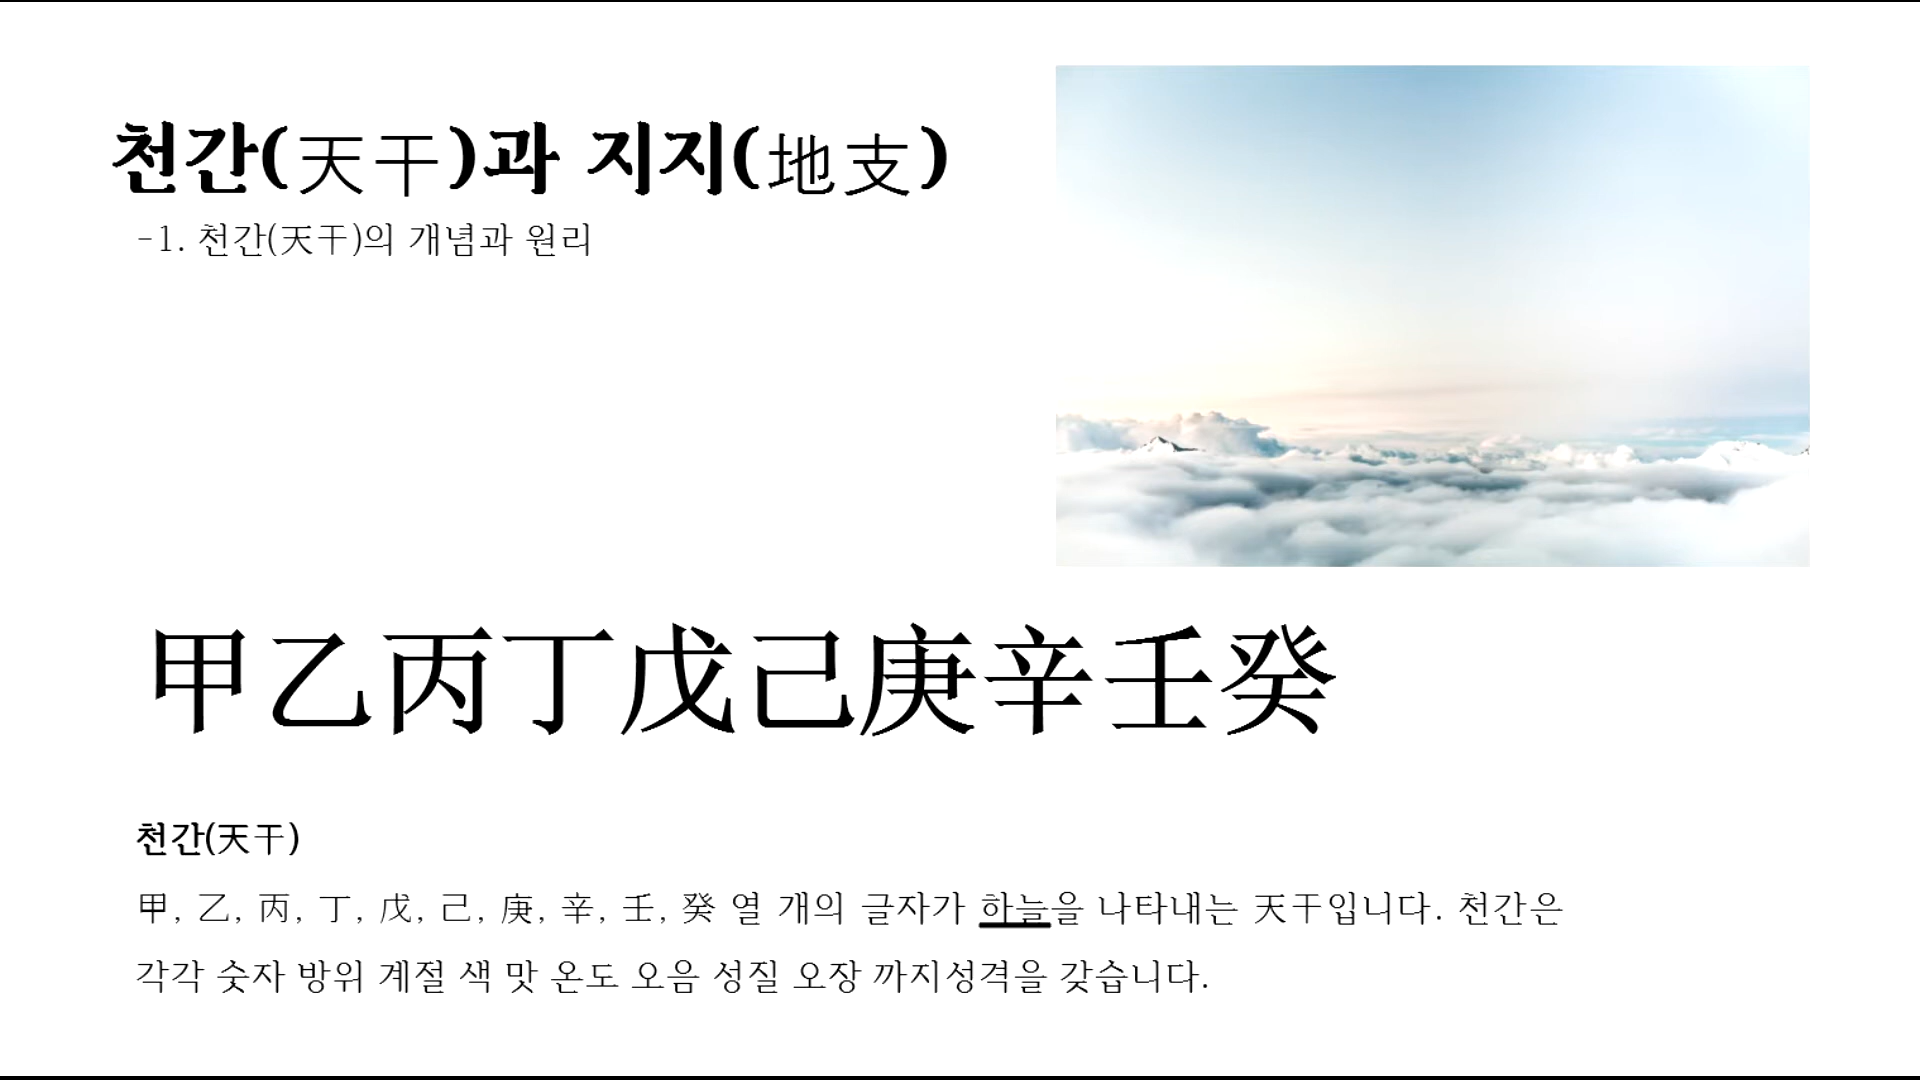 천간(天干)과 지지(地支)
-1. 천간(天干)의 개념과 원리
甲乙丙丁戊己庚辛壬癸
천간(天干)
甲, 乙, 丙, 丁, 戊, 己, 庚, 辛, 壬, 癸 열 개의 글자가 하늘을 나타내는 天干입니다. 천간은
각각 숫자 방위 계절 색 맛 온도 오음 성질 오장 까지성격을 갖습니다.